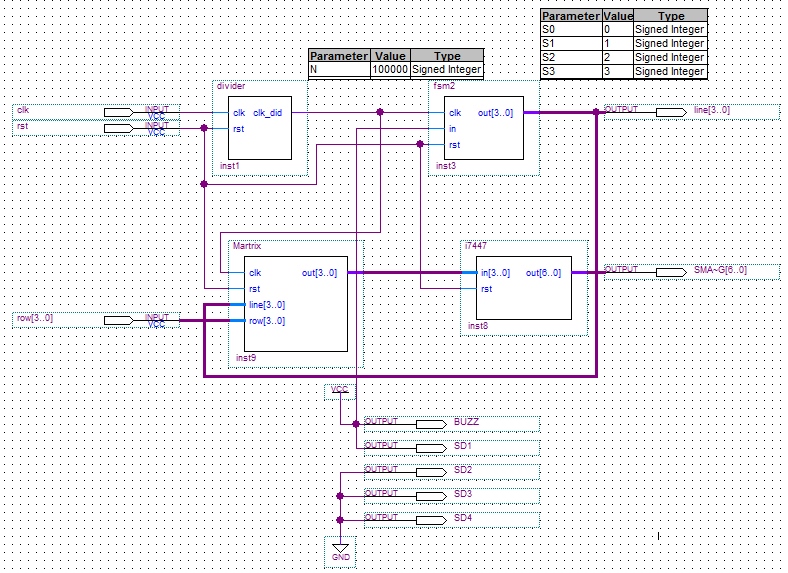 Parameter Value Type
S0 0 Signed Integer
S1 1 Signed Integer
S2 2 Signed Integer
S3 3 Signed Integer
Parameter Value Type
N 100000 Signed Integer
divider
clk clk_did
rst
inst1
fsm2
clk out[3..0]
in
rst
inst3
clk INPUT VCC
rst INPUT VCC
OUTPUT line[3..0]
Martrix
clk out[3..0]
rst
line[3..0]
row[3..0]
inst9
i7447
in[3..0] out[6..0]
rst
inst8
OUTPUT SMA~G[6..0]
row[3..0] INPUT VCC
VCC
OUTPUT BUZZ
OUTPUT SD1
OUTPUT SD2
OUTPUT SD3
OUTPUT SD4
GND